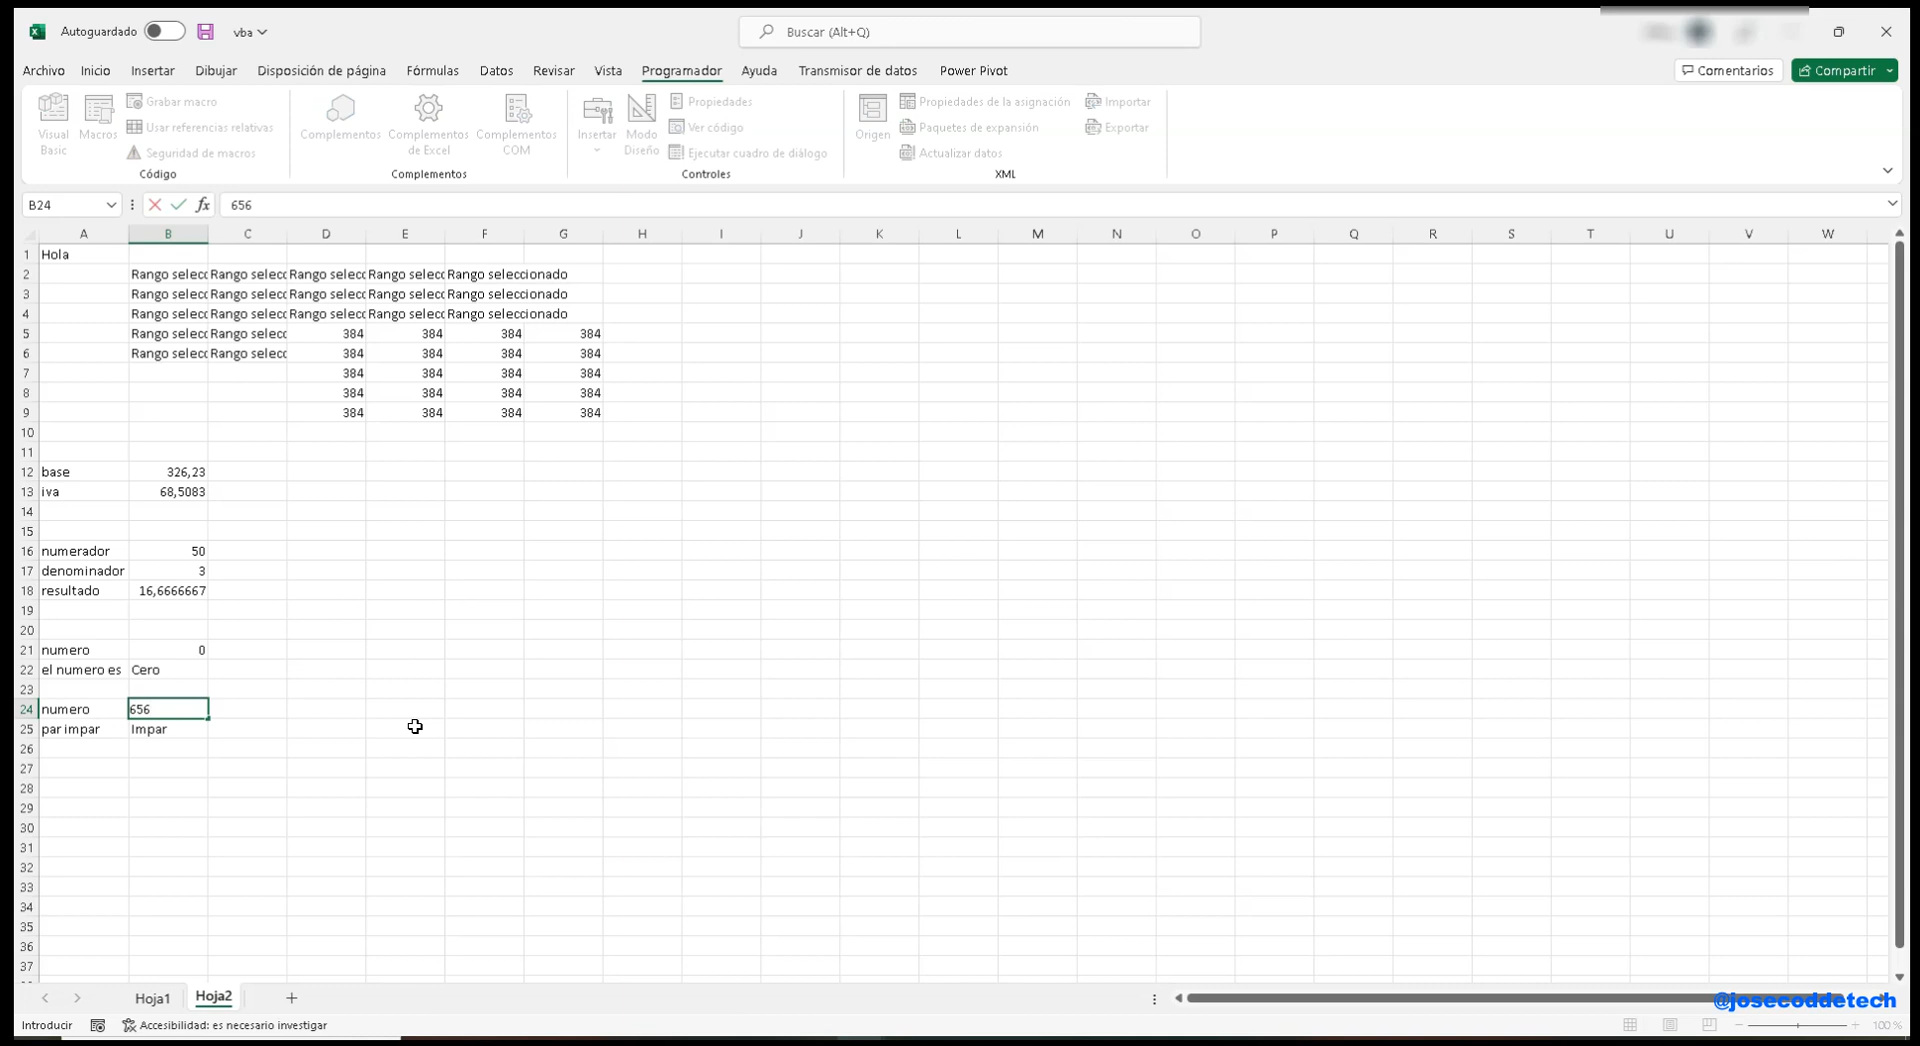 Autoguardado vba Buscar (Alt+Q)
Archivo Inicio Insertar Dibujar Disposición de página Fórmulas Datos Revisar Vista Programador Ayuda Transmisor de datos Power Pivot Comentarios Compartir
Visual Basic
Macros
Grabar macro
Usar referencias relativas
Seguridad de macros
Código
Complementos
Complementos de Excel
Complementos COM
Complementos
Insertar
Modo Diseño
Propiedades
Ver código
Ejecutar cuadro de diálogo
Controles
Origen
Propiedades de la asignación
Paquetes de expansión
Actualizar datos
Importar
Exportar
XML
B24 fx 656
A B C D E F G H I J K L M N O P Q R S T U V W
1 Hola
2 Rango selecc Rango selecc Rango selecc Rango selecc Rango seleccionado
3 Rango selecc Rango selecc Rango selecc Rango selecc Rango seleccionado
4 Rango selecc Rango selecc Rango selecc Rango selecc Rango seleccionado
5 Rango selecc Rango selecc 384 384 384 384
6 Rango selecc Rango selecc 384 384 384 384
7 384 384 384 384
8 384 384 384 384
9 384 384 384 384
10
11
12 base 326,23
13 iva 68,5083
14
15
16 numerador 50
17 denominador 3
18 resultado 16,6666667
19
20
21 numero 0
22 el numero es Cero
23
24 numero 656
25 par impar Impar
26
27
28
29
30
31
32
33
34
35
36
37
Hoja1 Hoja2
@josecoddetech
Introducir Accesibilidad: es necesario investigar 100 %